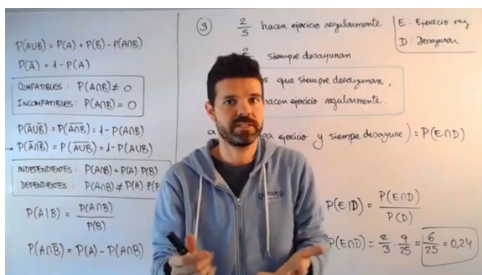 P(A∪B) = P(A) + P(B) - P(A∩B)
P(Ā) = 1 - P(A)
COMPATIBLES : P(A∩B) ≠ 0
INCOMPATIBLES : P(A∩B) = 0
P(Ā∪B̄) = P(A̅∩̅B̅) = 1 - P(A∩B)
P(Ā∩B̄) = P(A̅∪̅B̅) = 1 - P(A∪B)
INDEPENDIENTES : P(A∩B) = P(A) P(B)
DEPENDIENTES : P(A∩B) ≠ P(A) P(B
P(A|B) = P(A∩B) / P(B)
P(A∩B̄) = P(A) - P(A∩B)
3
2/5 hacen ejercicio regularmente
siempre desayunan
que siempre desayunan,
hacen ejercicio regularmente.
E : Ejercicio reg
D : Desayunar
ejercicio y siempre desayune) = P(E∩D)
P(E|D) = P(E∩D) / P(D)
P(E∩D) = 2/3 · 9/25 = 6/25 = 0,24